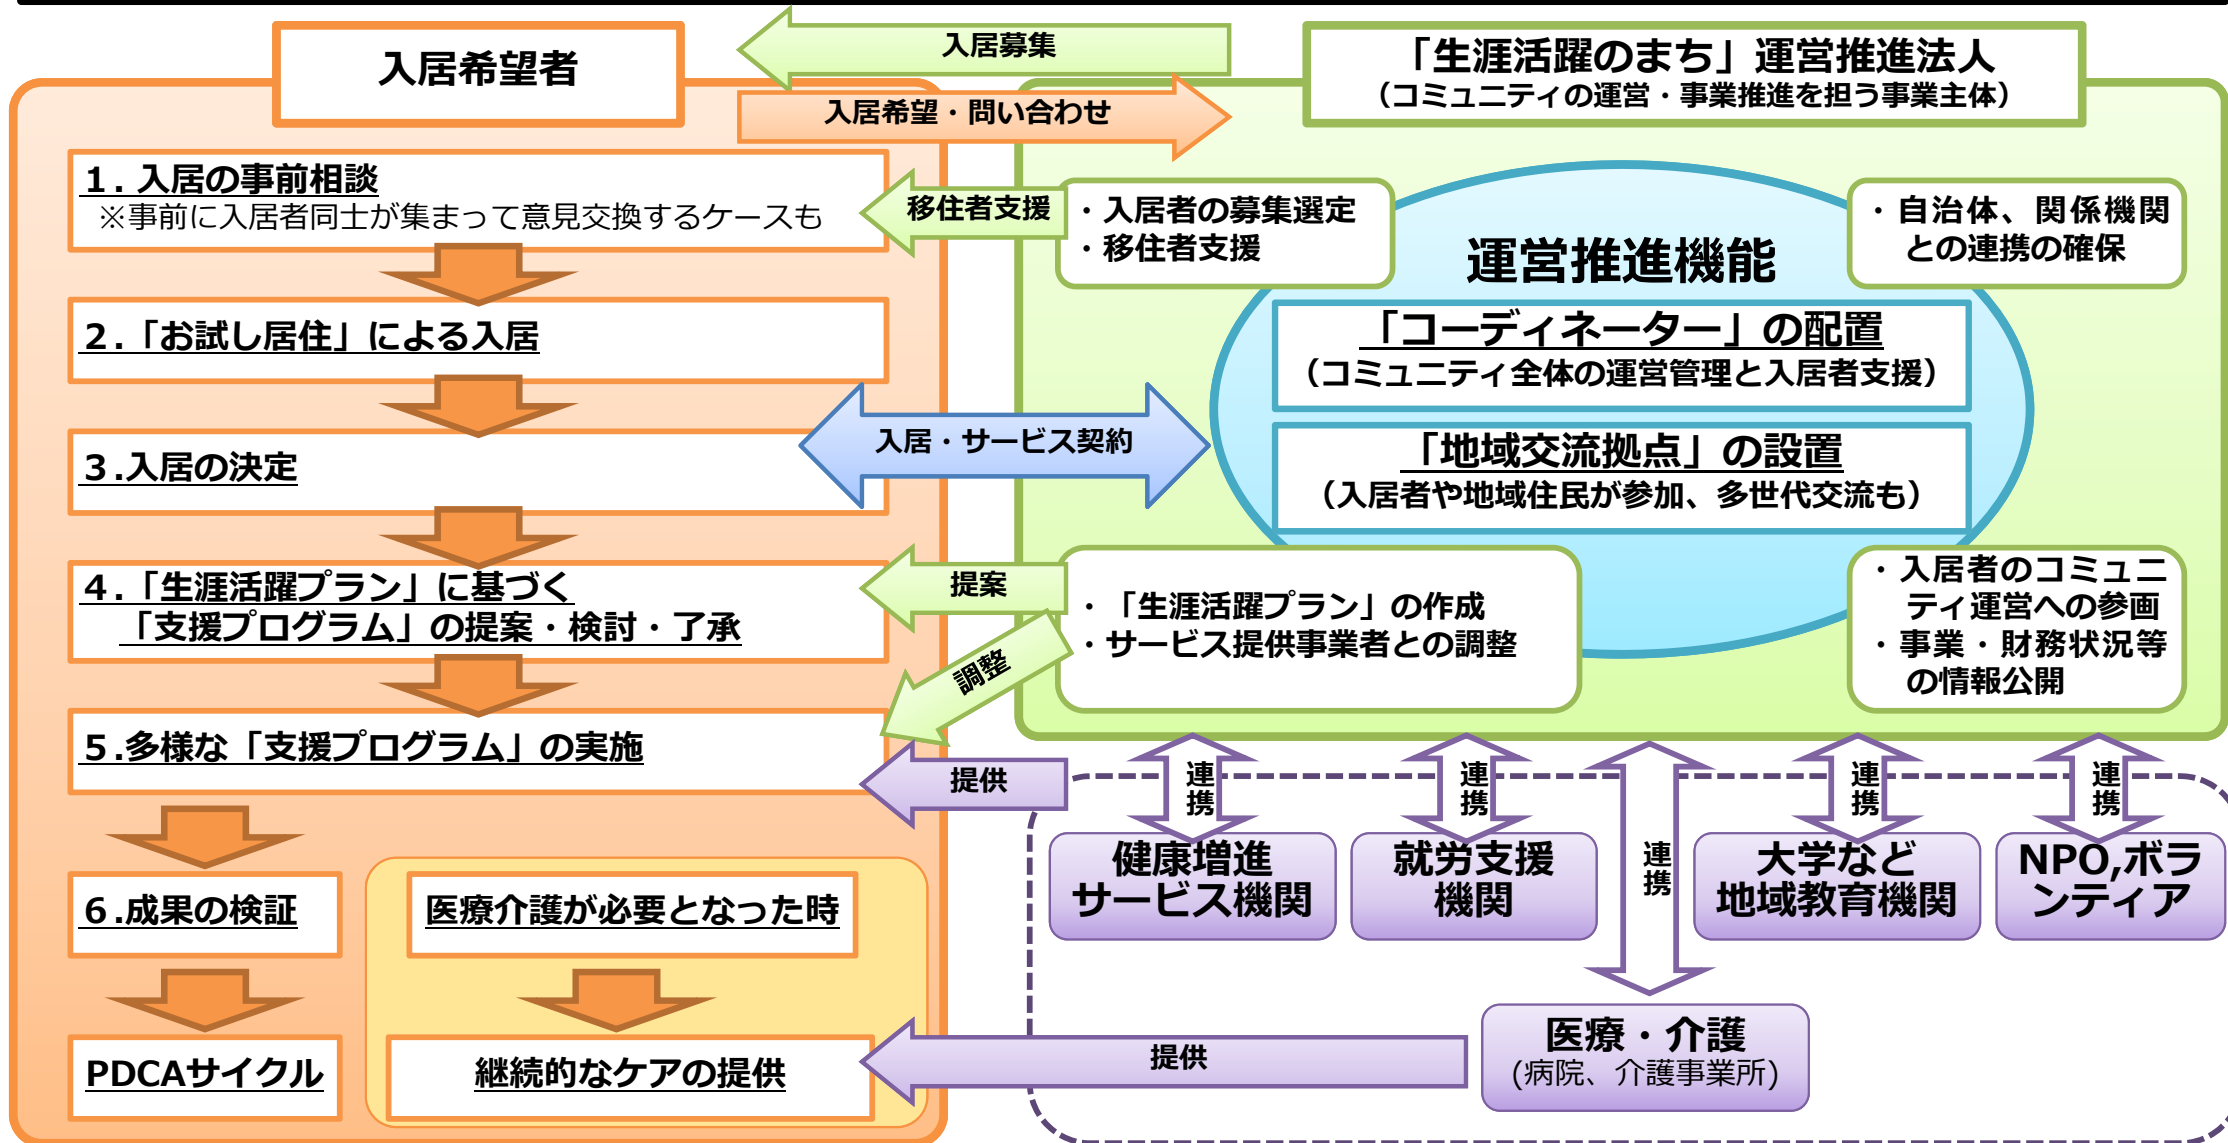 入居希望者
入居募集
入居希望・問い合わせ
「生涯活躍のまち」運営推進法人
（コミュニティの運営・事業推進を担う事業主体）
１. 入居の事前相談
※事前に入居者同士が集まって意見交換するケースも
移住者支援
・入居者の募集選定
・移住者支援
運営推進機能
・自治体、関係機関
との連携の確保
２.「お試し居住」による入居
「コーディネーター」の配置
（コミュニティ全体の運営管理と入居者支援）
３.入居の決定
入居・サービス契約
「地域交流拠点」の設置
（入居者や地域住民が参加、多世代交流も）
４.「生涯活躍プラン」に基づく
「支援プログラム」の提案・検討・了承
提案
調整
・「生涯活躍プラン」の作成
・サービス提供事業者との調整
・入居者のコミュニ
ティ運営への参画
・事業・財務状況等
の情報公開
５.多様な「支援プログラム」の実施
提供
連携
連携
連携
連携
連携
健康増進
サービス機関
就労支援
機関
大学など
地域教育機関
NPO,ボラ
ンティア
６.成果の検証
医療介護が必要となった時
PDCAサイクル
継続的なケアの提供
提供
医療・介護
(病院、介護事業所)